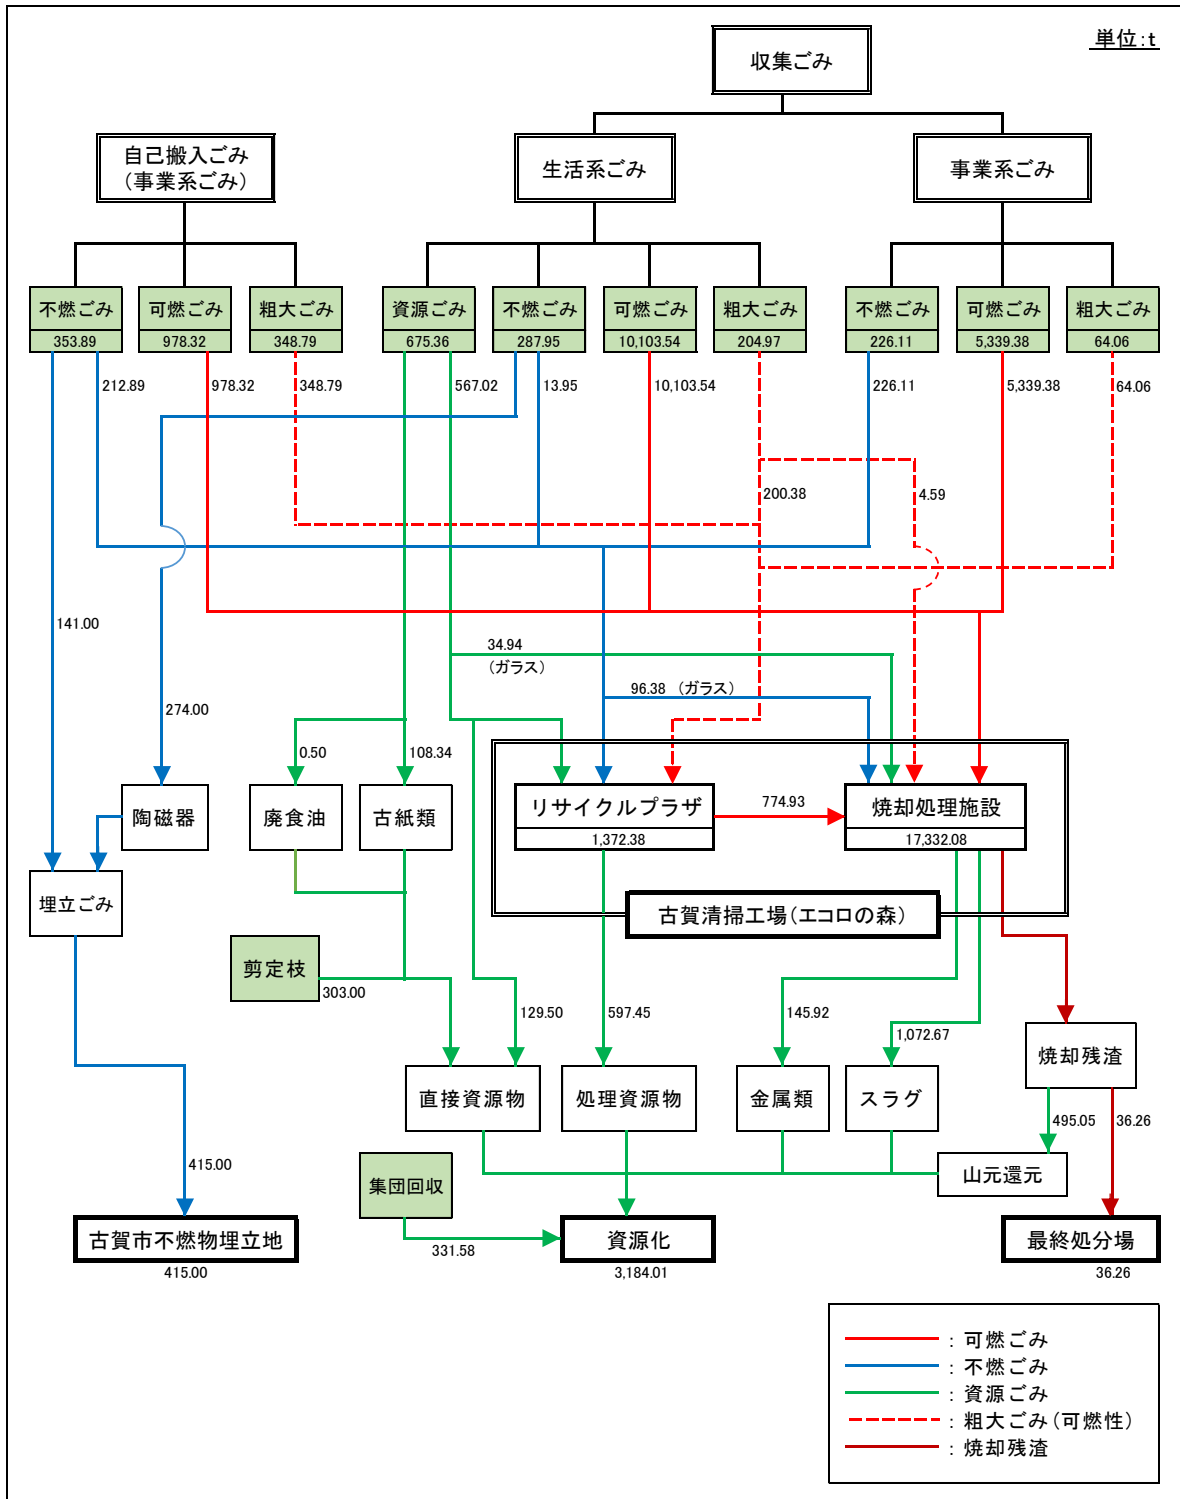 単位:t
収集ごみ
自己搬入ごみ
(事業系ごみ)
生活系ごみ
事業系ごみ
不燃ごみ
353.89
可燃ごみ
978.32
粗大ごみ
348.79
資源ごみ
675.36
不燃ごみ
287.95
可燃ごみ
10,103.54
粗大ごみ
204.97
不燃ごみ
226.11
可燃ごみ
5,339.38
粗大ごみ
64.06
212.89
978.32
348.79
567.02
13.95
10,103.54
226.11
5,339.38
64.06
200.38
4.59
141.00
34.94
(ガラス)
96.38 (ガラス)
274.00
0.50
108.34
陶磁器
廃食油
古紙類
リサイクルプラザ
1,372.38
774.93
焼却処理施設
17,332.08
埋立ごみ
古賀清掃工場(エコロの森)
剪定枝
303.00
129.50
597.45
145.92
1,072.67
焼却残渣
直接資源物
処理資源物
金属類
スラグ
495.05
36.26
415.00
集団回収
山元還元
古賀市不燃物埋立地
415.00
331.58
資源化
3,184.01
最終処分場
36.26
: 可燃ごみ
: 不燃ごみ
: 資源ごみ
: 粗大ごみ(可燃性)
: 焼却残渣